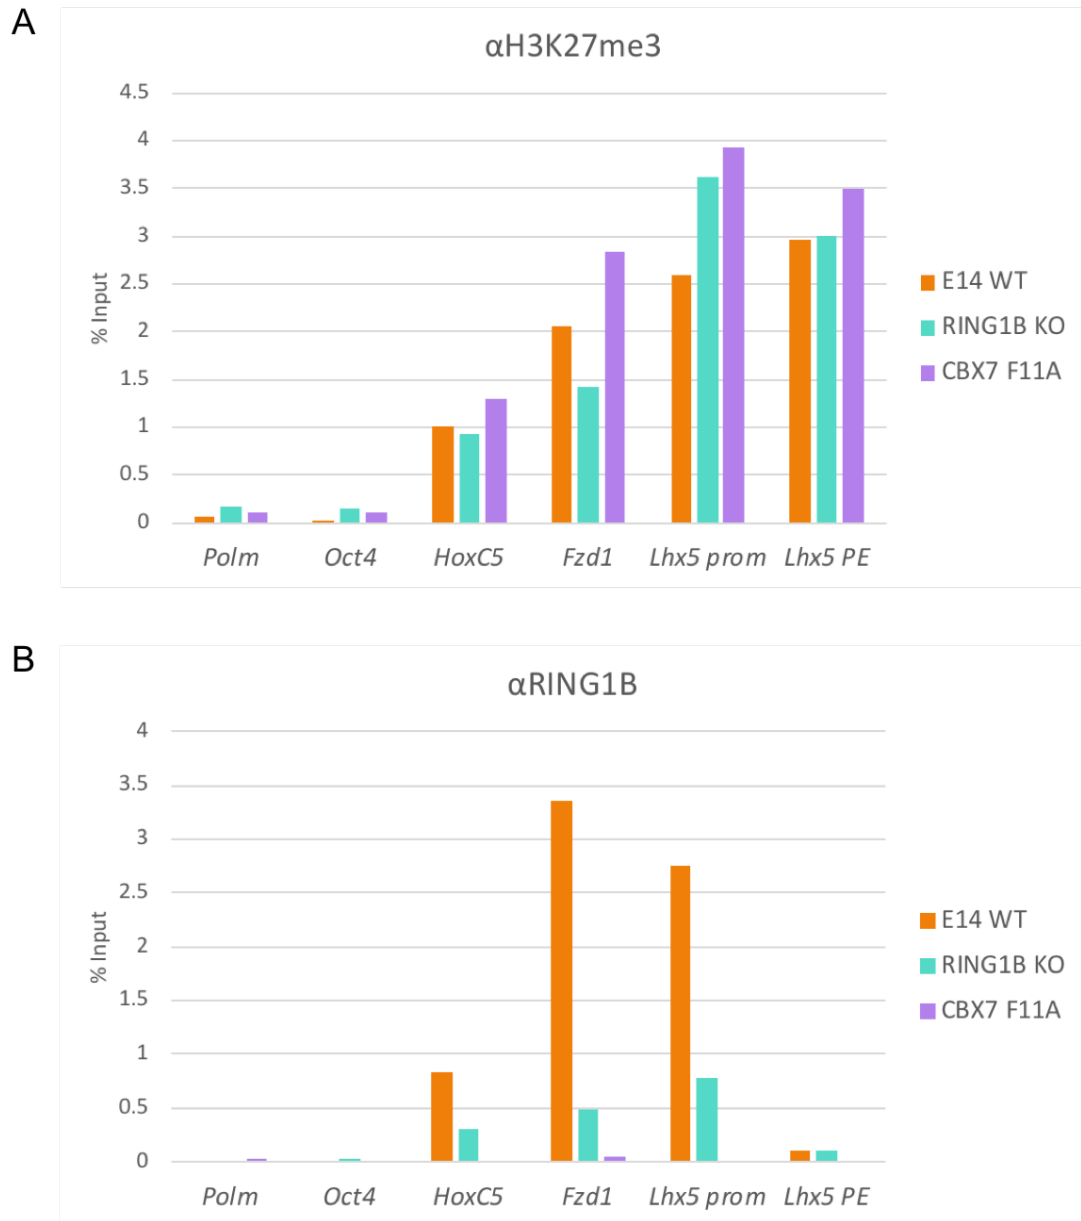 A
αH3K27me3
% Input
4.5
4
3.5
3
2.5
2
1.5
1
0.5
0
Polm Oct4 HoxC5 Fzd1 Lhx5 prom Lhx5 PE
E14 WT
RING1B KO
CBX7 F11A
B
αRING1B
% Input
4
3.5
3
2.5
2
1.5
1
0.5
0
Polm Oct4 HoxC5 Fzd1 Lhx5 prom Lhx5 PE
E14 WT
RING1B KO
CBX7 F11A